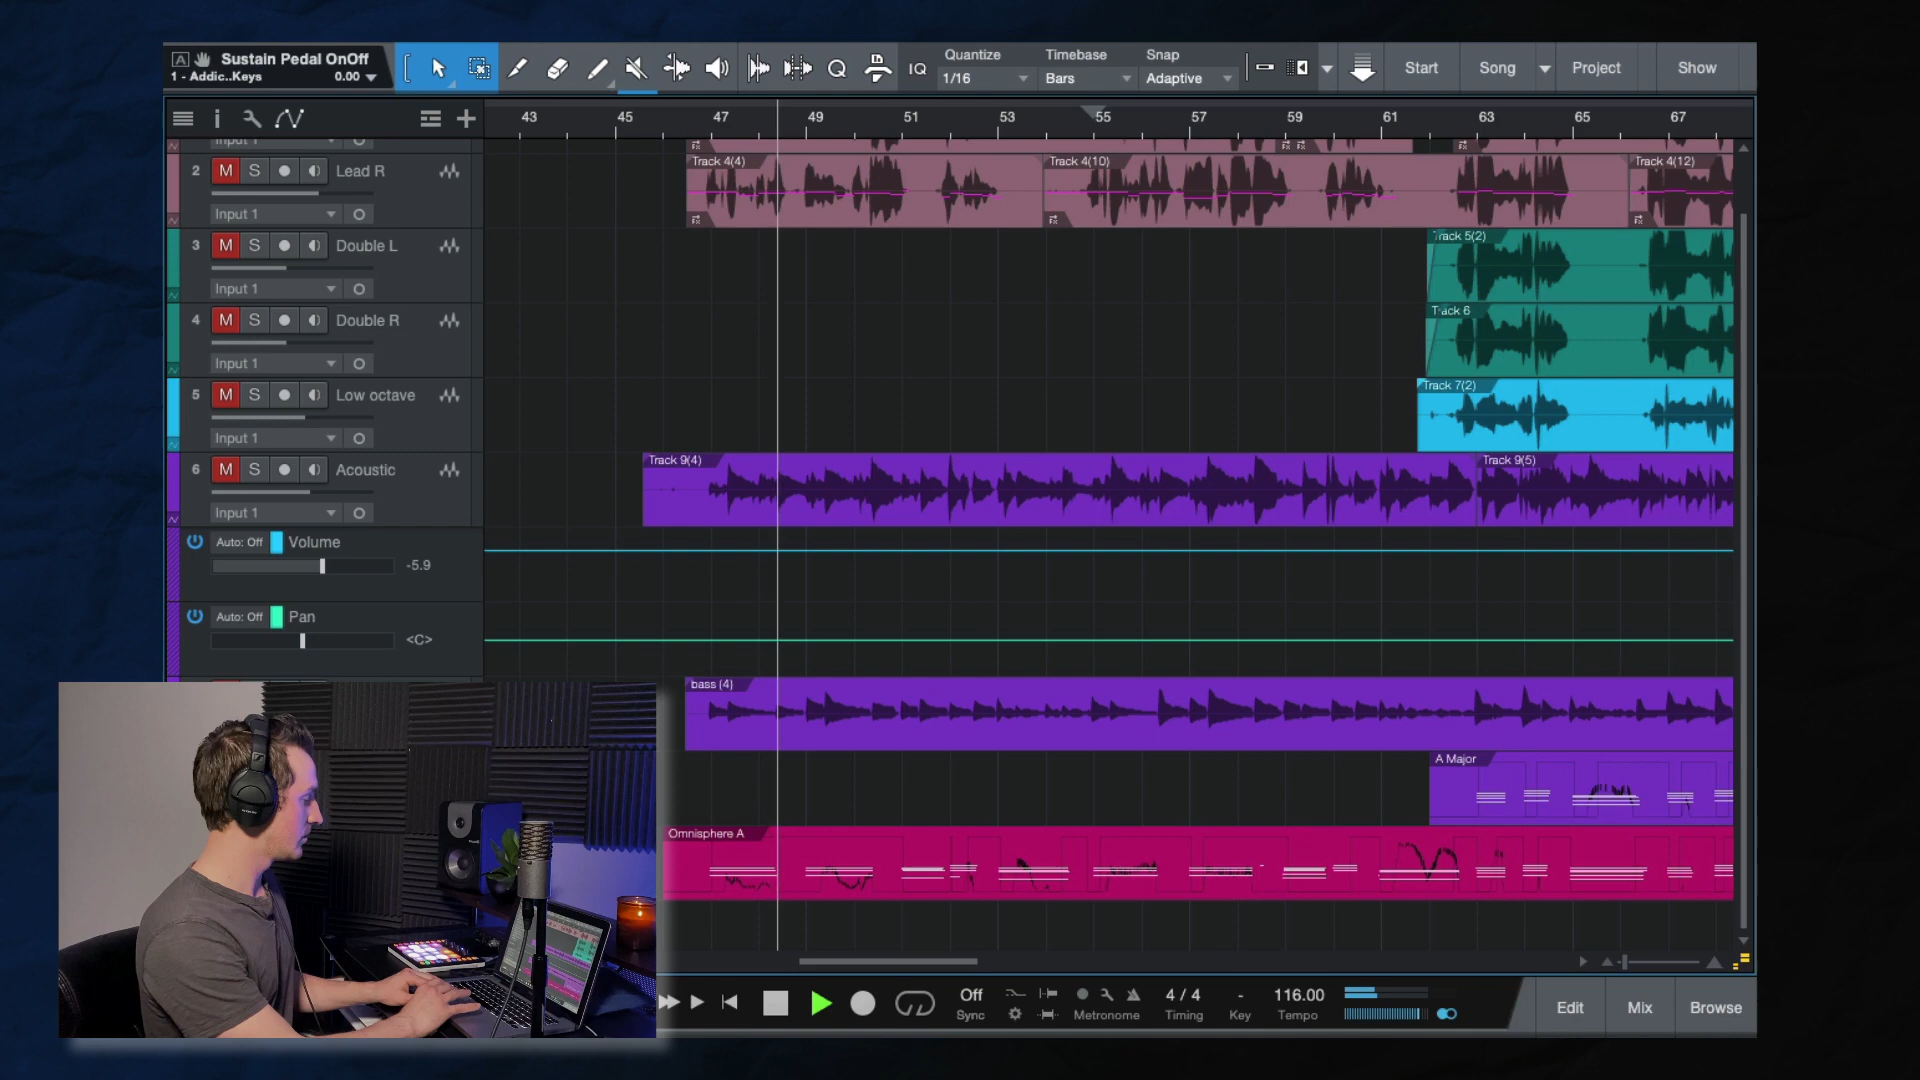 A Sustain Pedal OnOff
1 - Addic..Keys 0.00
IQ
Quantize
1/16
Timebase
Bars
Snap
Adaptive
Start
Song
Project
Show
43 45 47 49 51 53 55 57 59 61 63 65 67
Input 1
2 M S Lead R
Input 1
Track 4(4)
Track 4(10)
Track 4(12)
3 M S Double L
Input 1
Track 5(2)
4 M S Double R
Input 1
Track 6
5 M S Low octave
Input 1
Track 7(2)
6 M S Acoustic
Input 1
Track 9(4)
Track 9(5)
Auto: Off Volume
-5.9
Auto: Off Pan
<C>
bass (4)
A Major
Omnisphere A
Off
Sync
Metronome
4 / 4
Timing
-
Key
116.00
Tempo
Edit
Mix
Browse